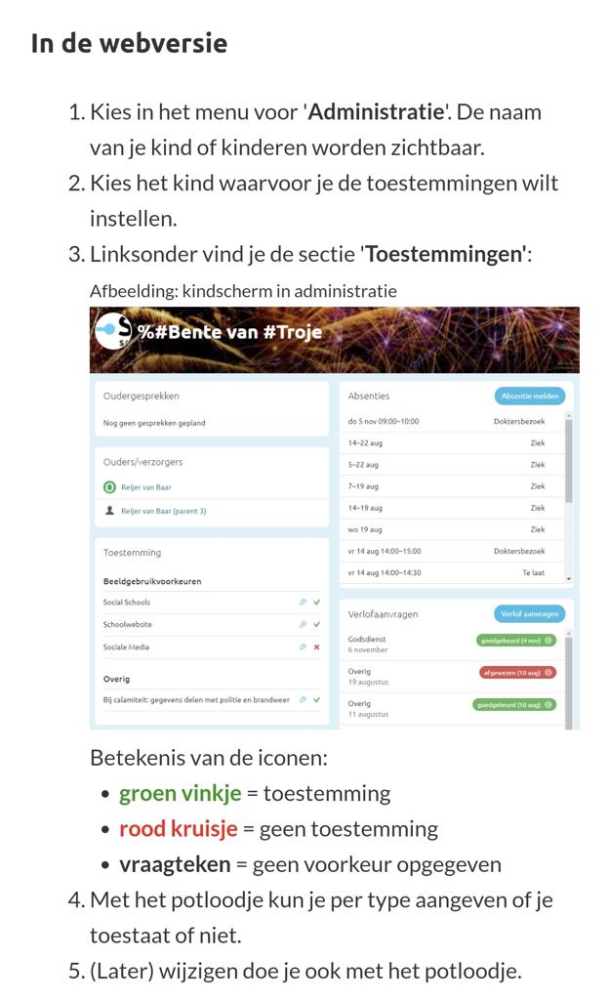 In de webversie
1. Kies in het menu voor 'Administratie'. De naam
van je kind of kinderen worden zichtbaar.
2. Kies het kind waarvoor je de toestemmingen wilt
instellen.
3. Linksonder vind je de sectie 'Toestemmingen':
Afbeelding: kindscherm in administratie
%#Bente van #Troje
Oudergesprekken
Nog geen gesprekken gepland
Ouders/verzorgers
Reijer van Baar
Reijer van Baar (parent 3)
Toestemming
Beeldgebruikvoorkeuren
Social Schools
Schoolwebsite
Sociale Media
Overig
Bij calamiteit: gegevens delen met politie en brandweer
Absenties
Absentie melden
do 5 nov 09:00–10:00 Doktersbezoek
14–22 aug Ziek
5–22 aug Ziek
7–19 aug Ziek
14–19 aug Ziek
wo 19 aug Ziek
vr 14 aug 14:00–15:00 Doktersbezoek
vr 14 aug 14:00–14:30 Te laat
Verlofaanvragen
Verlof aanvragen
Godsdienst
6 november
goedgekeurd (4 nov)
Overig
19 augustus
afgewezen (10 aug)
Overig
11 augustus
goedgekeurd (10 aug)
Betekenis van de iconen:
• groen vinkje = toestemming
• rood kruisje = geen toestemming
• vraagteken = geen voorkeur opgegeven
4. Met het potloodje kun je per type aangeven of je
toestaat of niet.
5. (Later) wijzigen doe je ook met het potloodje.